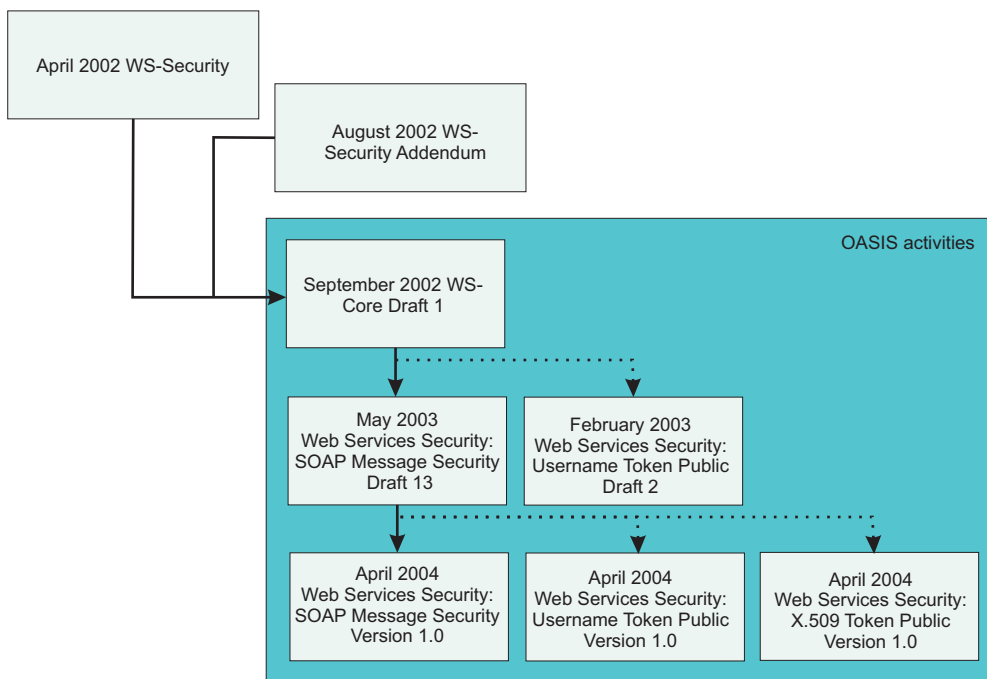 April 2002 WS-Security
August 2002 WS-
Security Addendum
OASIS activities
September 2002 WS-
Core Draft 1
May 2003
Web Services Security:
SOAP Message Security
Draft 13
February 2003
Web Services Security:
Username Token Public
Draft 2
April 2004
Web Services Security:
SOAP Message Security
Version 1.0
April 2004
Web Services Security:
Username Token Public
Version 1.0
April 2004
Web Services Security:
X.509 Token Public
Version 1.0